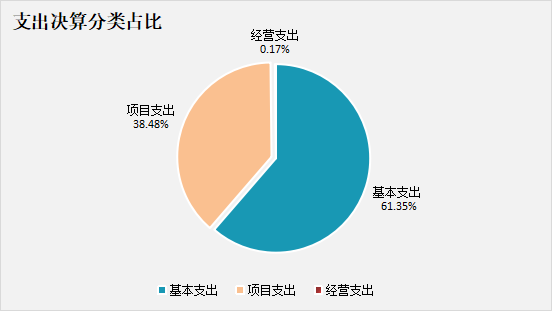 支出决算分类占比
经营支出
0.17%
项目支出
38.48%
基本支出
61.35%
基本支出 项目支出 经营支出